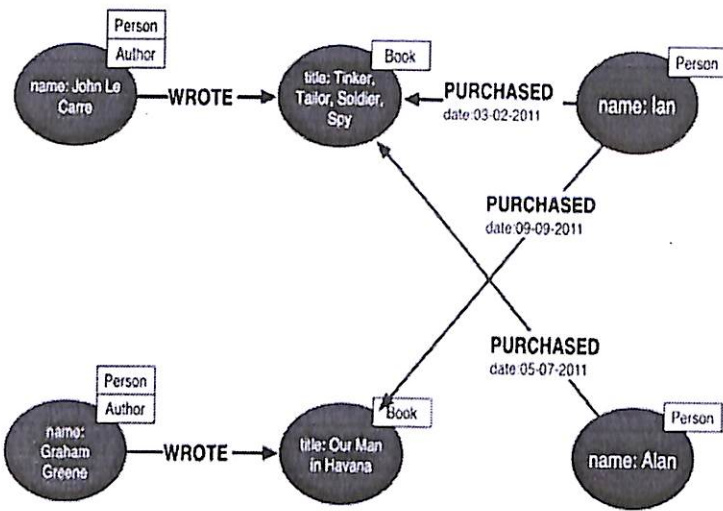 Person
Author
name: John Le
Carre
WROTE
Book
title: Tinker,
Tailor, Soldier,
Spy
PURCHASED
date:03-02-2011
Person
name: Ian
PURCHASED
date:09-09-2011
PURCHASED
date:05-07-2011
Person
Author
name:
Graham
Greene
WROTE
Book
title: Our Man
in Havana
Person
name: Alan